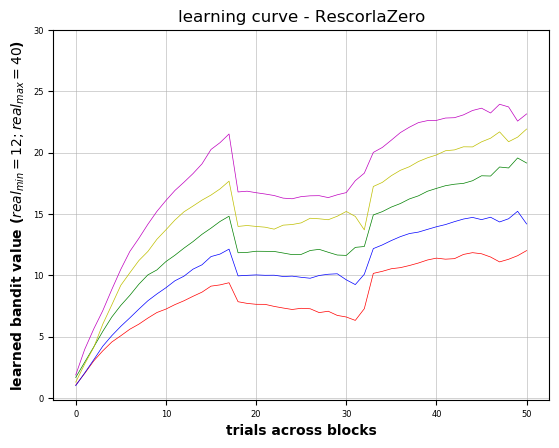 learning curve - RescorlaZero
learned bandit value (real_min = 12; real_max = 40)
30
25
20
15
10
5
0
0 10 20 30 40 50
trials across blocks